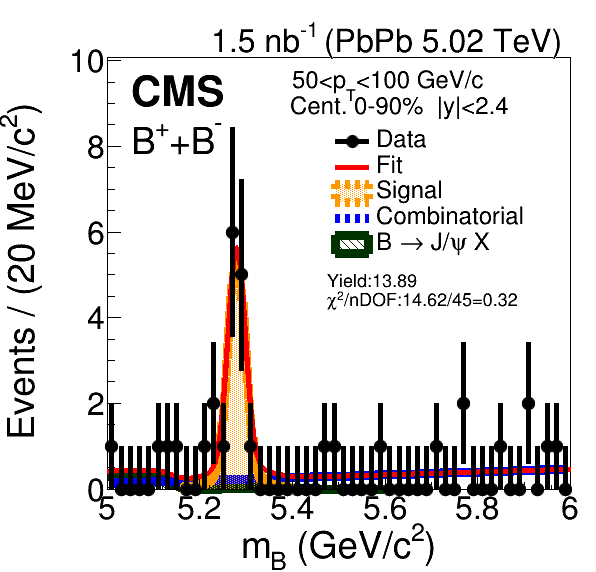 1.5 nb⁻¹ (PbPb 5.02 TeV)
CMS
B⁺+B⁻
50<p_T<100 GeV/c
Cent. 0-90% |y|<2.4
Data
Fit
Signal
Combinatorial
B → J/ψ X
Yield:13.89
χ²/nDOF:14.62/45=0.32
Events / (20 MeV/c²)
10
8
6
4
2
0
5 5.2 5.4 5.6 5.8 6
m_B (GeV/c²)